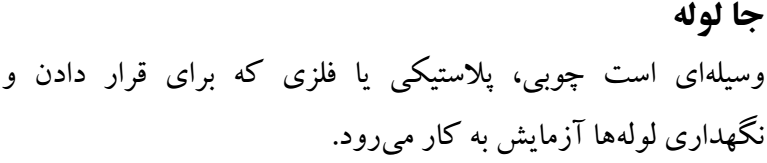 جا لوله
وسیله‌ای است چوبی، پلاستیکی یا فلزی که برای قرار دادن و
نگهداری لوله‌ها آزمایش به کار می‌رود.